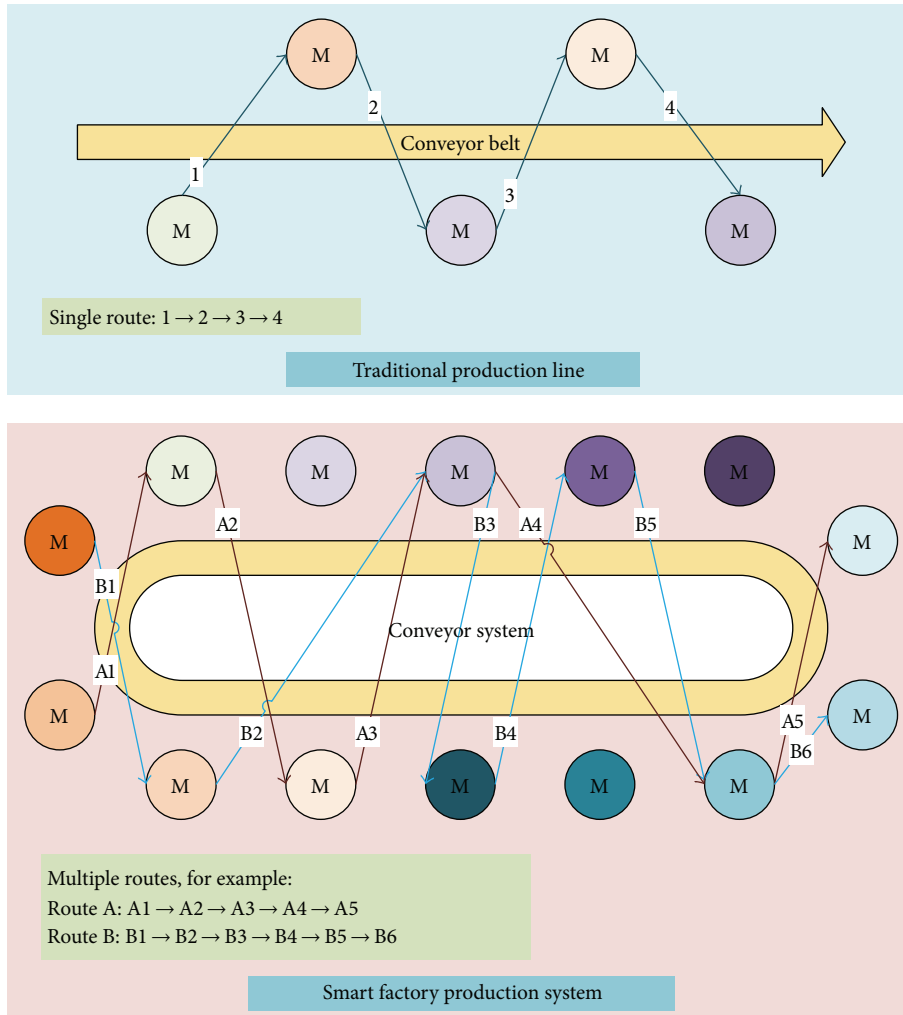 M
M
2
4
Conveyor belt
1
3
M
M
M
Single route: 1 → 2 → 3 → 4
Traditional production line
M
M
M
M
M
A2
B3
A4
B5
M
M
B1
Conveyor system
A1
M
M
B2
A3
B4
A5
B6
M
M
M
M
M
Multiple routes, for example:
Route A: A1 → A2 → A3 → A4 → A5
Route B: B1 → B2 → B3 → B4 → B5 → B6
Smart factory production system